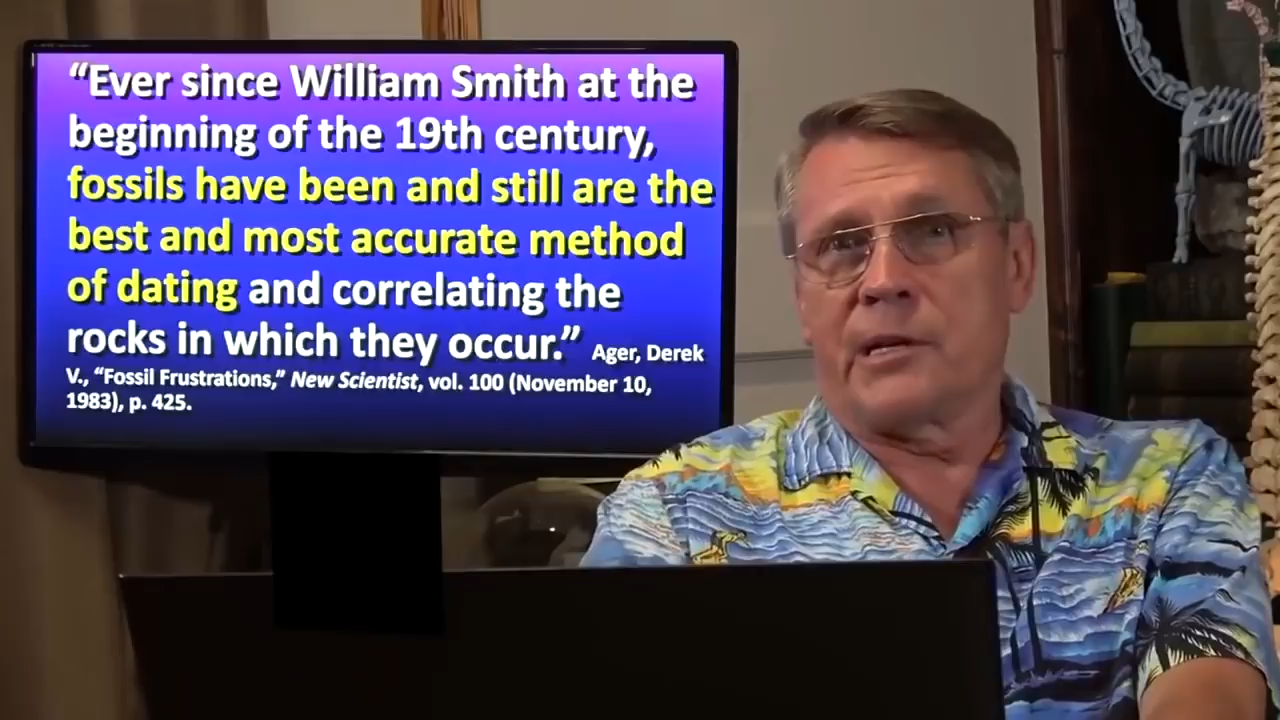 “Ever since William Smith at the
beginning of the 19th century,
fossils have been and still are the
best and most accurate method
of dating and correlating the
rocks in which they occur.” Ager, Derek
V., “Fossil Frustrations,” New Scientist, vol. 100 (November 10,
1983), p. 425.